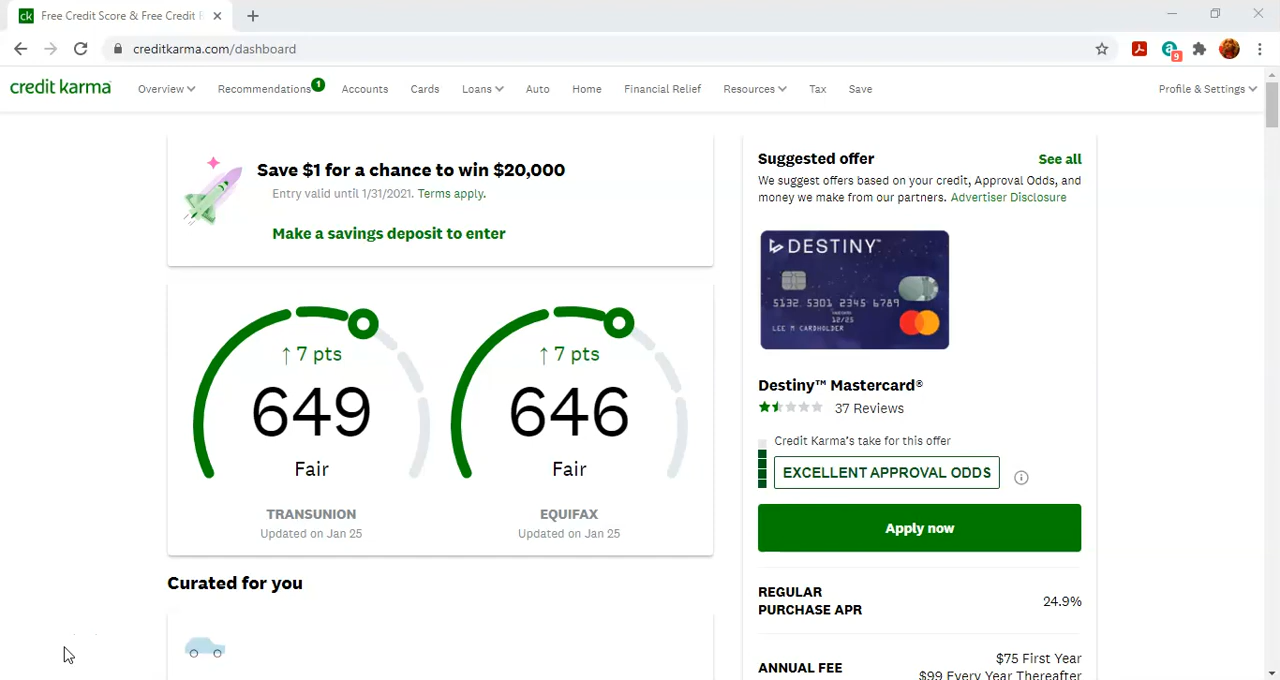 Free Credit Score & Free Credit
creditkarma.com/dashboard
9
credit karma
Overview
Recommendations 1
Accounts
Cards
Loans
Auto
Home
Financial Relief
Resources
Tax
Save
Profile & Settings
Save $1 for a chance to win $20,000
Entry valid until 1/31/2021. Terms apply.
Make a savings deposit to enter
↑ 7 pts
649
Fair
TRANSUNION
Updated on Jan 25
↑ 7 pts
646
Fair
EQUIFAX
Updated on Jan 25
Curated for you
Suggested offer
See all
We suggest offers based on your credit, Approval Odds, and
money we make from our partners. Advertiser Disclosure
DESTINY™
5132 5301 2345 6789
12/25
LEE M CARDHOLDER
Destiny™ Mastercard®
37 Reviews
Credit Karma's take for this offer
EXCELLENT APPROVAL ODDS
Apply now
REGULAR
PURCHASE APR
24.9%
ANNUAL FEE
$75 First Year
$99 Every Year Thereafter